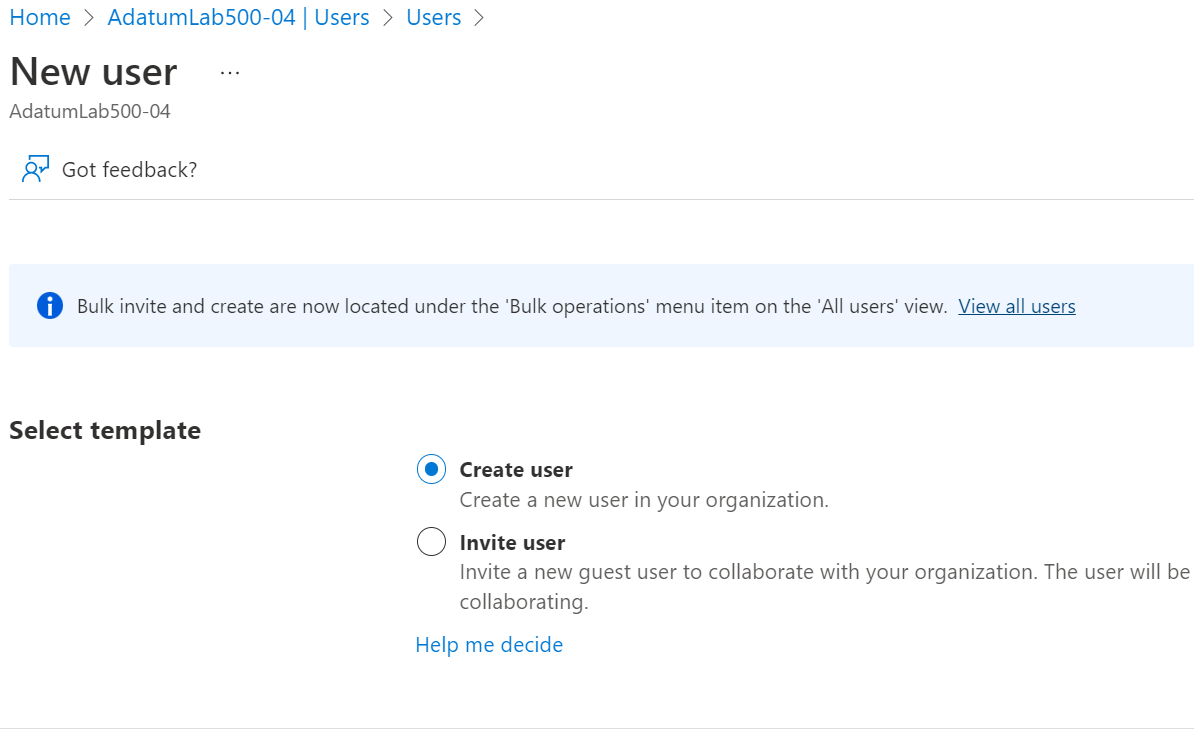 Home > AdatumLab500-04 | Users > Users >
New user ...
AdatumLab500-04
Got feedback?
Bulk invite and create are now located under the 'Bulk operations' menu item on the 'All users' view. View all users
Select template
Create user
Create a new user in your organization.
Invite user
Invite a new guest user to collaborate with your organization. The user will be
collaborating.
Help me decide